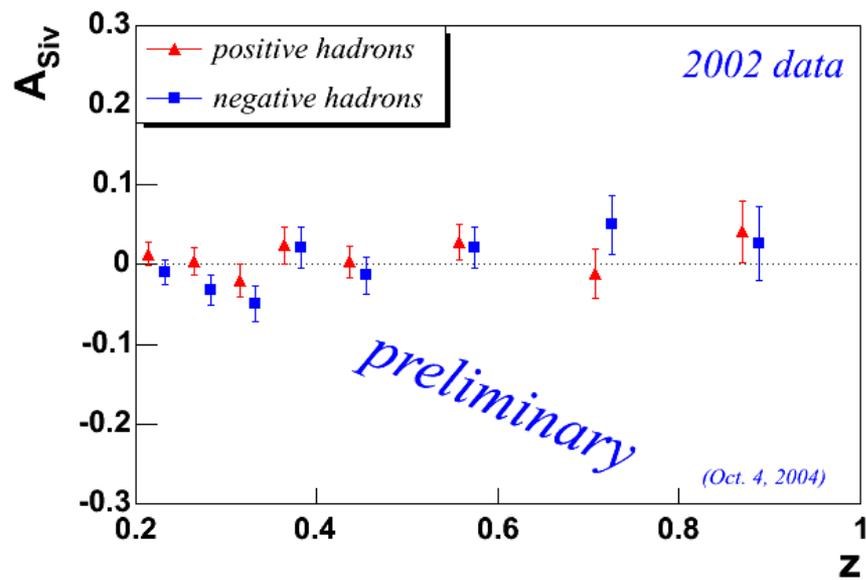 A_Siv
0.3
0.2
0.1
0
-0.1
-0.2
-0.3
positive hadrons
negative hadrons
2002 data
preliminary
(Oct. 4, 2004)
0.2 0.4 0.6 0.8 1
z